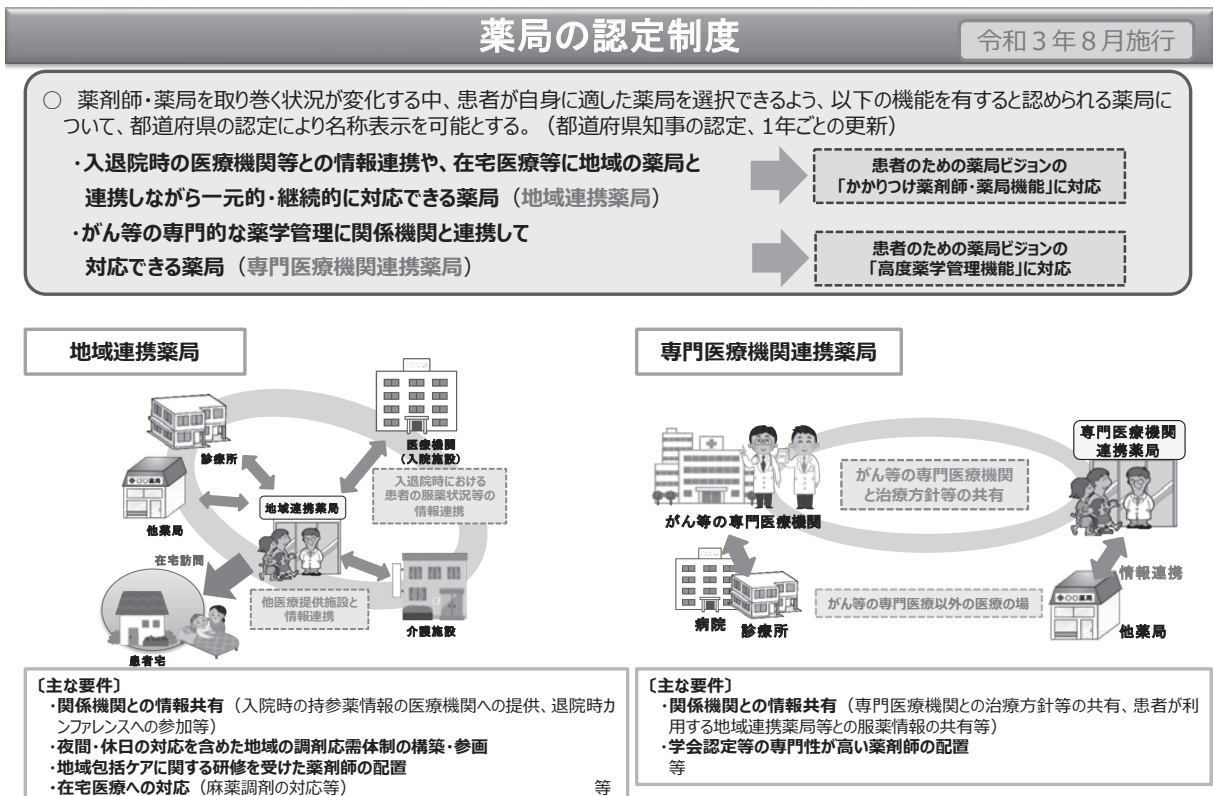 薬局の認定制度
令和３年８月施行
○ 薬剤師・薬局を取り巻く状況が変化する中、患者が自身に適した薬局を選択できるよう、以下の機能を有すると認められる薬局に
ついて、都道府県の認定により名称表示を可能とする。（都道府県知事の認定、1年ごとの更新）
・入退院時の医療機関等との情報連携や、在宅医療等に地域の薬局と
連携しながら一元的・継続的に対応できる薬局（地域連携薬局）
患者のための薬局ビジョンの
「かかりつけ薬剤師・薬局機能」に対応
・がん等の専門的な薬学管理に関係機関と連携して
対応できる薬局（専門医療機関連携薬局）
患者のための薬局ビジョンの
「高度薬学管理機能」に対応
地域連携薬局
診療所
医療機関
（入院施設）
他薬局
○○薬局
地域連携薬局
入退院時における
患者の服薬状況等の
情報連携
在宅訪問
他医療提供施設と
情報連携
介護施設
患者宅
〔主な要件〕
・関係機関との情報共有（入院時の持参薬情報の医療機関への提供、退院時カ
ンファレンスへの参加等）
・夜間・休日の対応を含めた地域の調剤応需体制の構築・参画
・地域包括ケアに関する研修を受けた薬剤師の配置
・在宅医療への対応（麻薬調剤の対応等） 等
専門医療機関連携薬局
がん等の専門医療機関
がん等の専門医療機関
と治療方針等の共有
専門医療機関
連携薬局
病院
診療所
がん等の専門医療以外の医療の場
情報連携
○○薬局
他薬局
〔主な要件〕
・関係機関との情報共有（専門医療機関との治療方針等の共有、患者が利
用する地域連携薬局等との服薬情報の共有等）
・学会認定等の専門性が高い薬剤師の配置
等